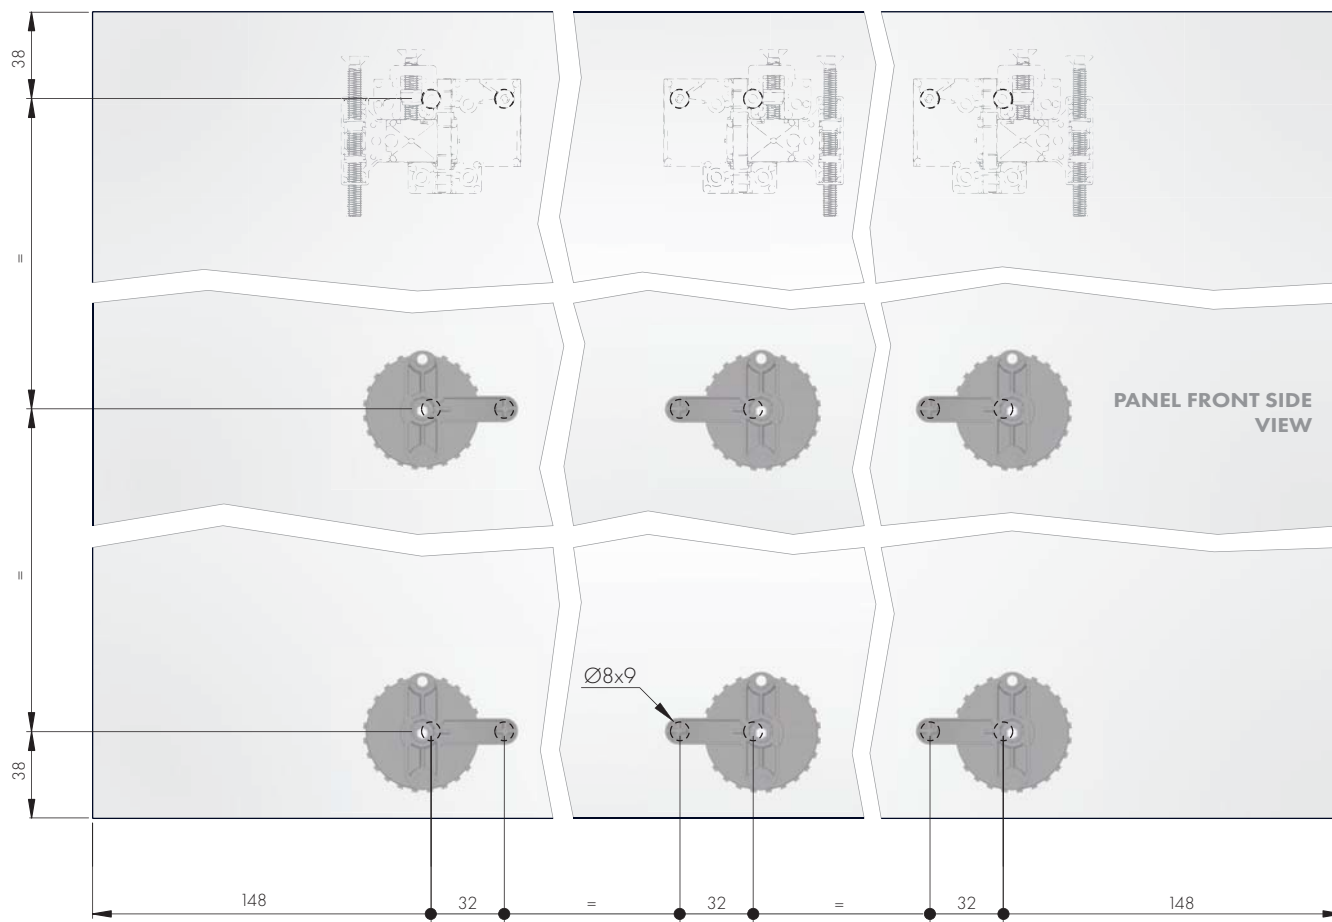 38
=
PANEL FRONT SIDE
VIEW
=
Ø8x9
38
148 32 = 32 = 32 148